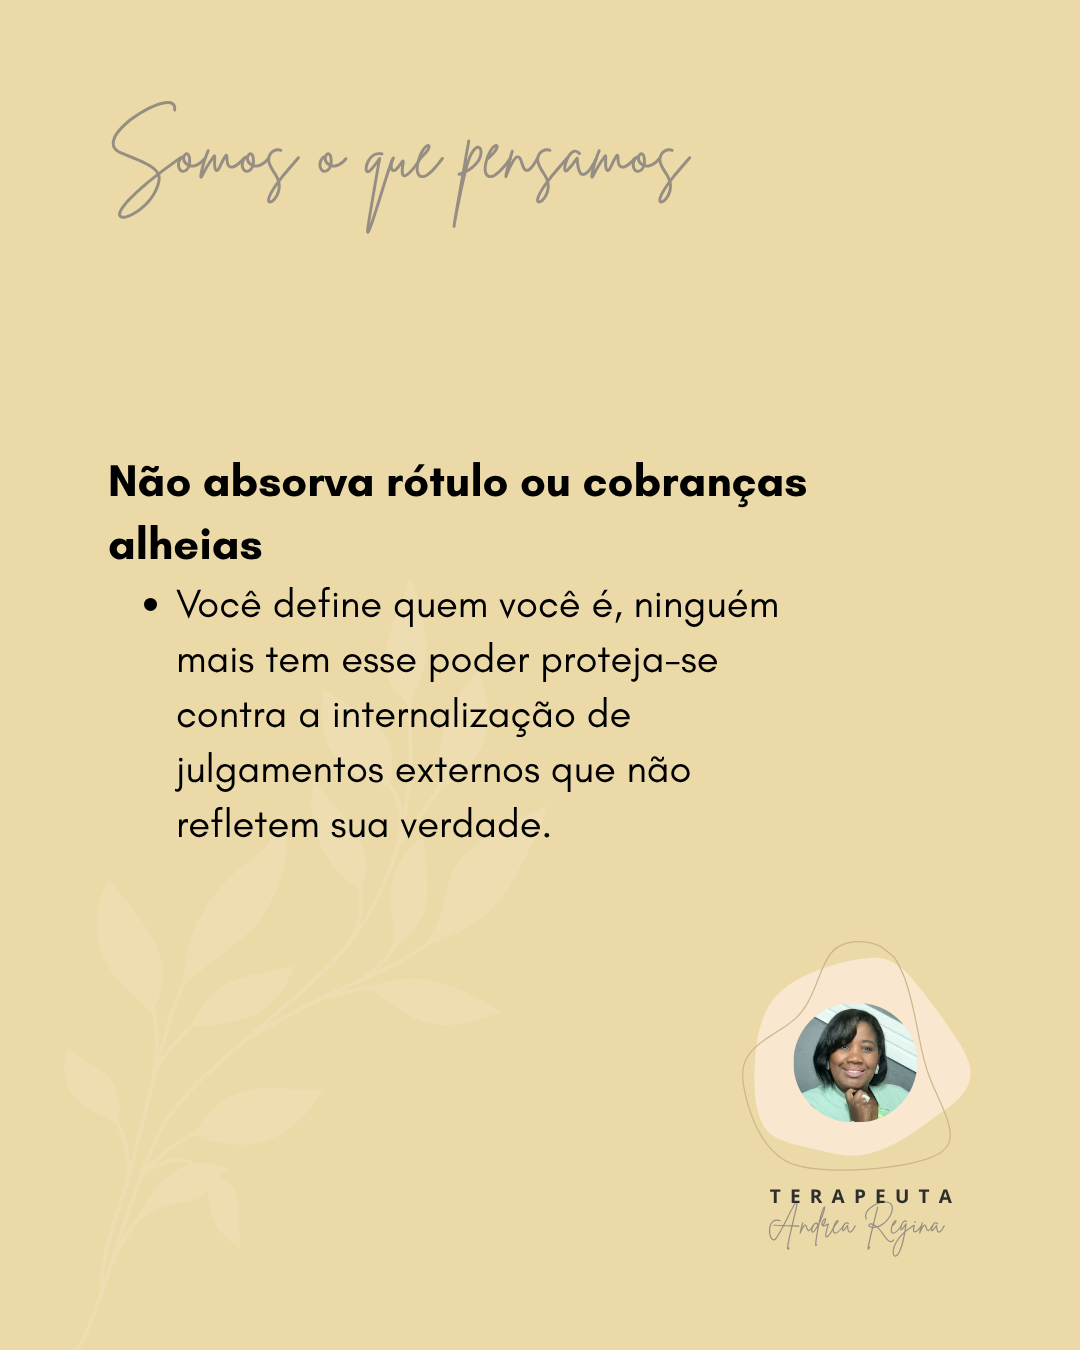 Somos o que pensamos
Não absorva rótulo ou cobranças
alheias
• Você define quem você é, ninguém
mais tem esse poder proteja-se
contra a internalização de
julgamentos externos que não
refletem sua verdade.
TERAPEUTA
Andrea Regina